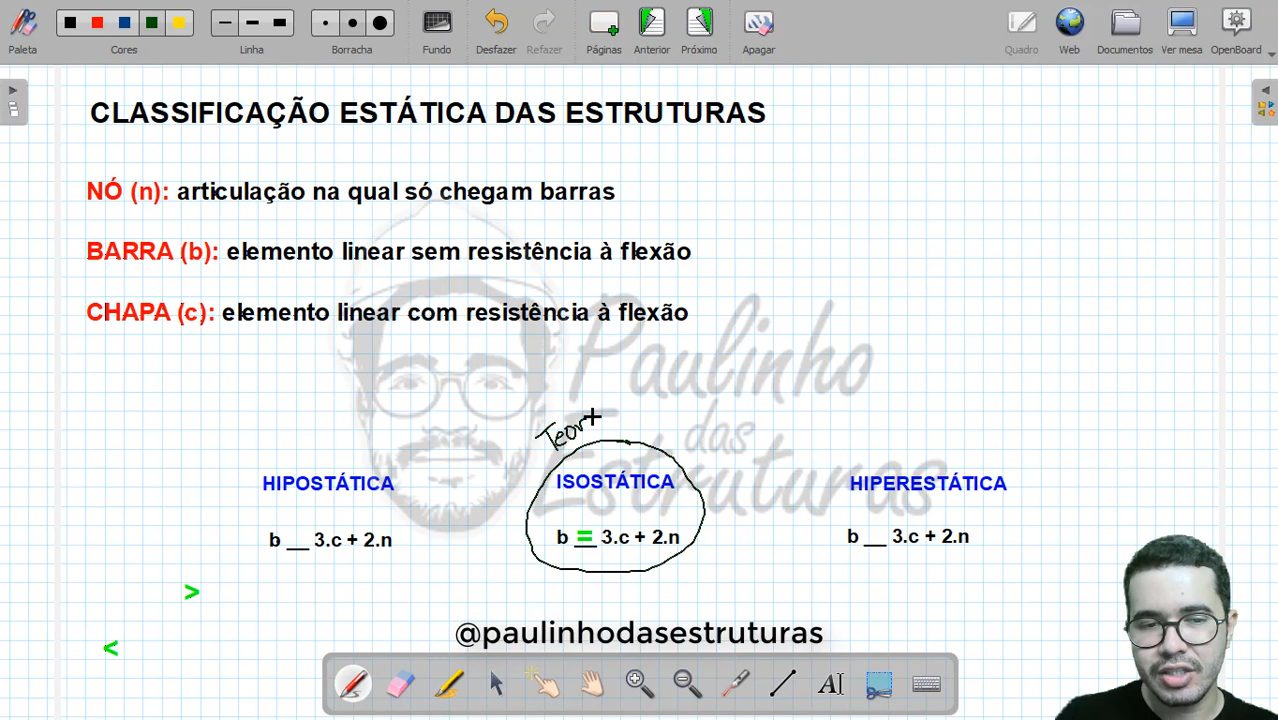 Paleta Cores Linha Borracha Fundo Desfazer Refazer Páginas Anterior Próximo Apagar Quadro Web Documentos Ver mesa OpenBoard
CLASSIFICAÇÃO ESTÁTICA DAS ESTRUTURAS
NÓ (n): articulação na qual só chegam barras
BARRA (b): elemento linear sem resistência à flexão
CHAPA (c): elemento linear com resistência à flexão
Paulinho
das
Estruturas
Teor
HIPOSTÁTICA ISOSTÁTICA HIPERESTÁTICA
b __ 3.c + 2.n b = 3.c + 2.n b __ 3.c + 2.n
>
<
@paulinhodasestruturas